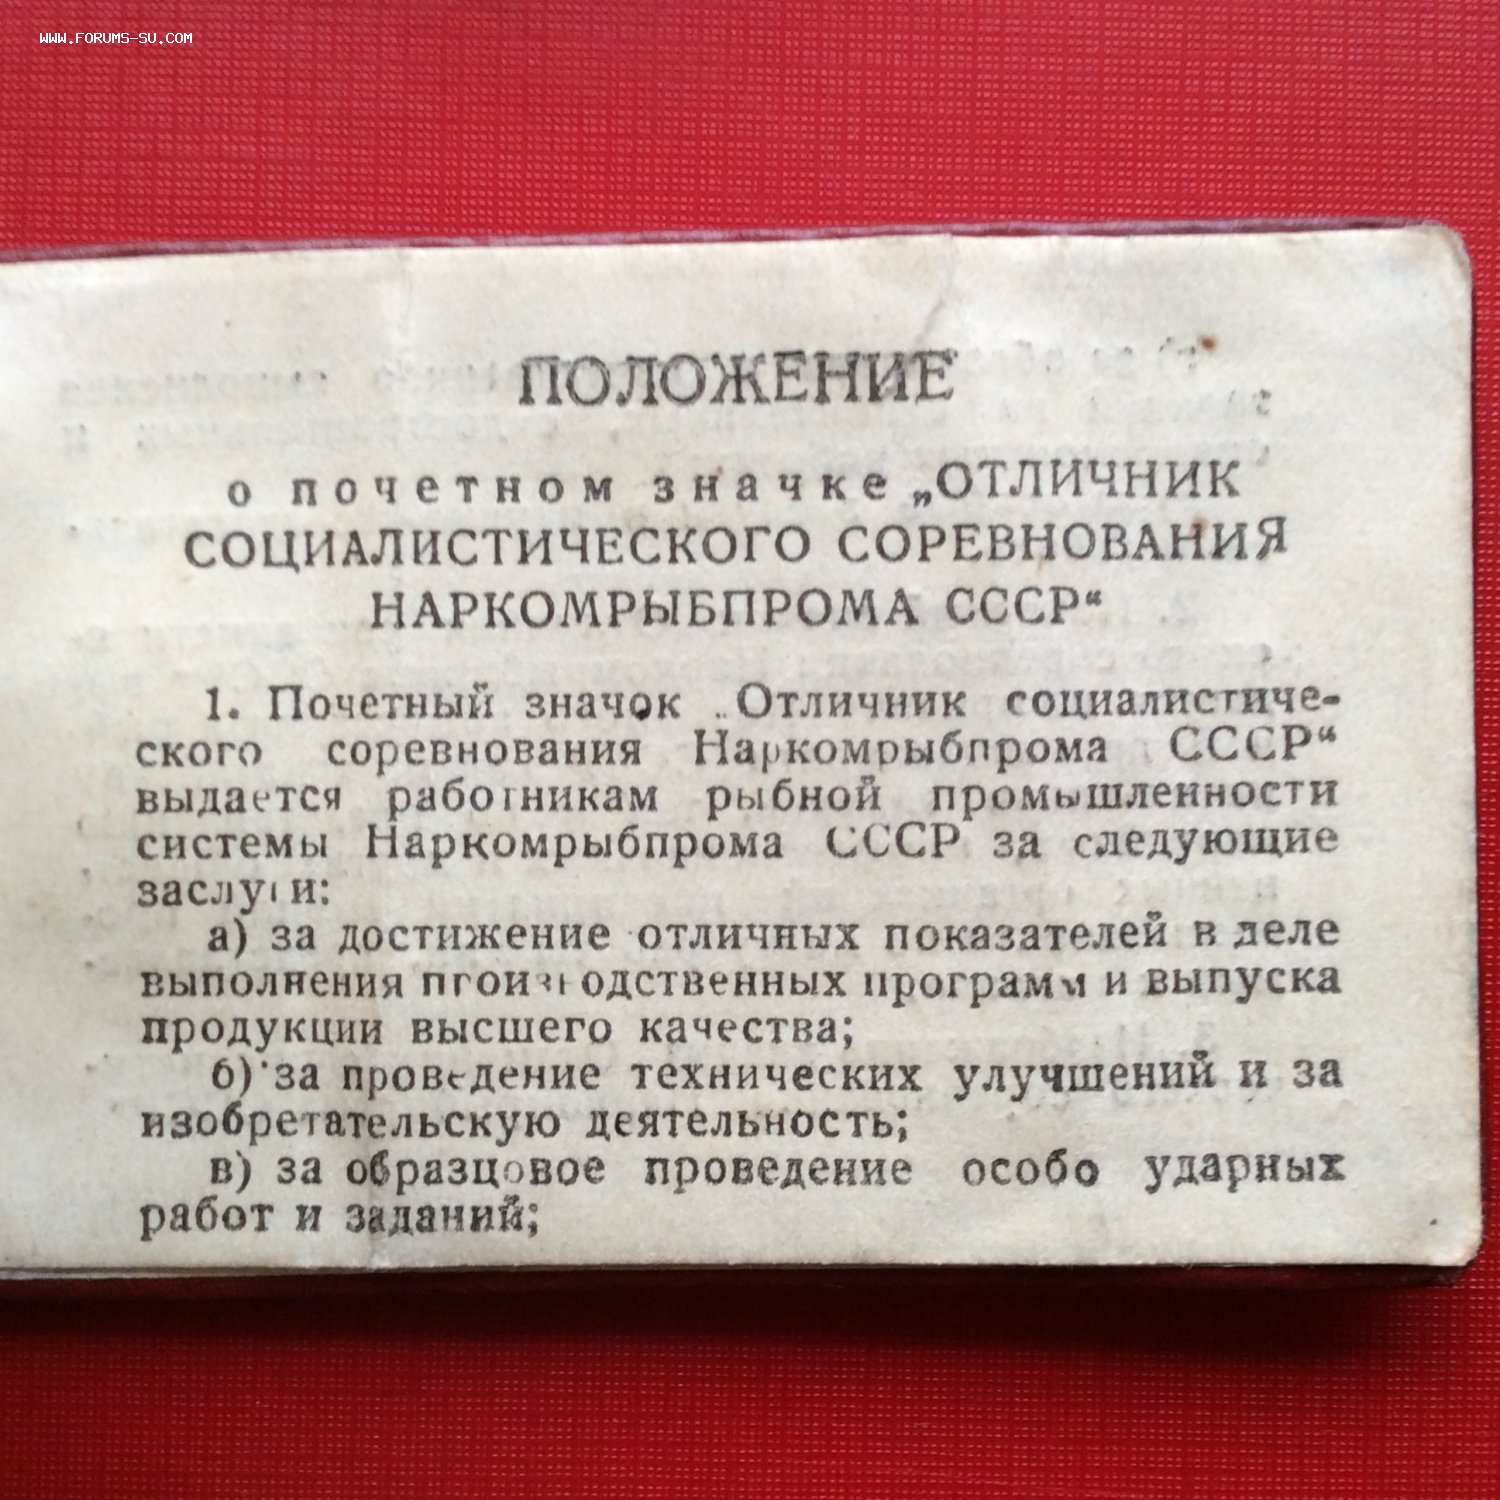 WWW.FORUMS-SU.COM
ПОЛОЖЕНИЕ
о почетном значке „ОТЛИЧНИК
СОЦИАЛИСТИЧЕСКОГО СОРЕВНОВАНИЯ
НАРКОМРЫБПРОМА СССР“
1. Почетный значок „Отличник социалистиче-
ского соревнования Наркомрыбпрома СССР“
выдается работникам рыбной промышленности
системы Наркомрыбпрома СССР за следующие
заслуги:
а) за достижение отличных показателей в деле
выполнения производственных программ и выпуска
продукции высшего качества;
б) за проведение технических улучшений и за
изобретательскую деятельность;
в) за образцовое проведение особо ударных
работ и заданий;